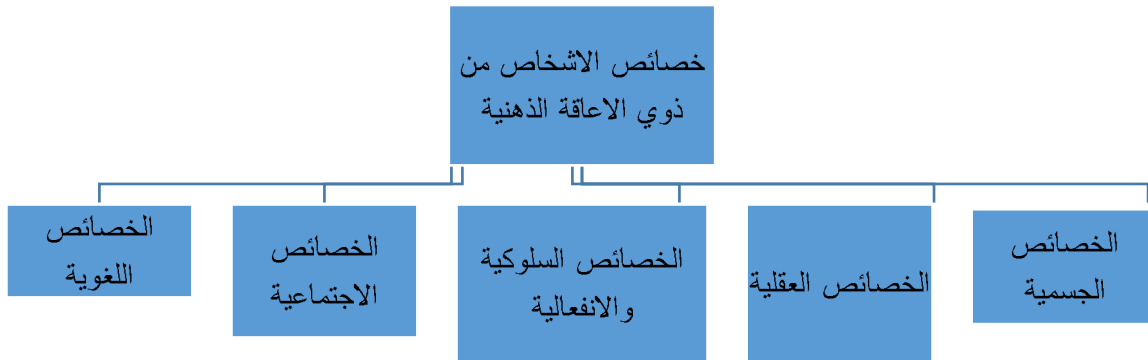 خصائص الاشخاص من
ذوي الاعاقة الذهنية
الخصائص
الجسمية
الخصائص العقلية
الخصائص السلوكية
والانفعالية
الخصائص
الاجتماعية
الخصائص
اللغوية